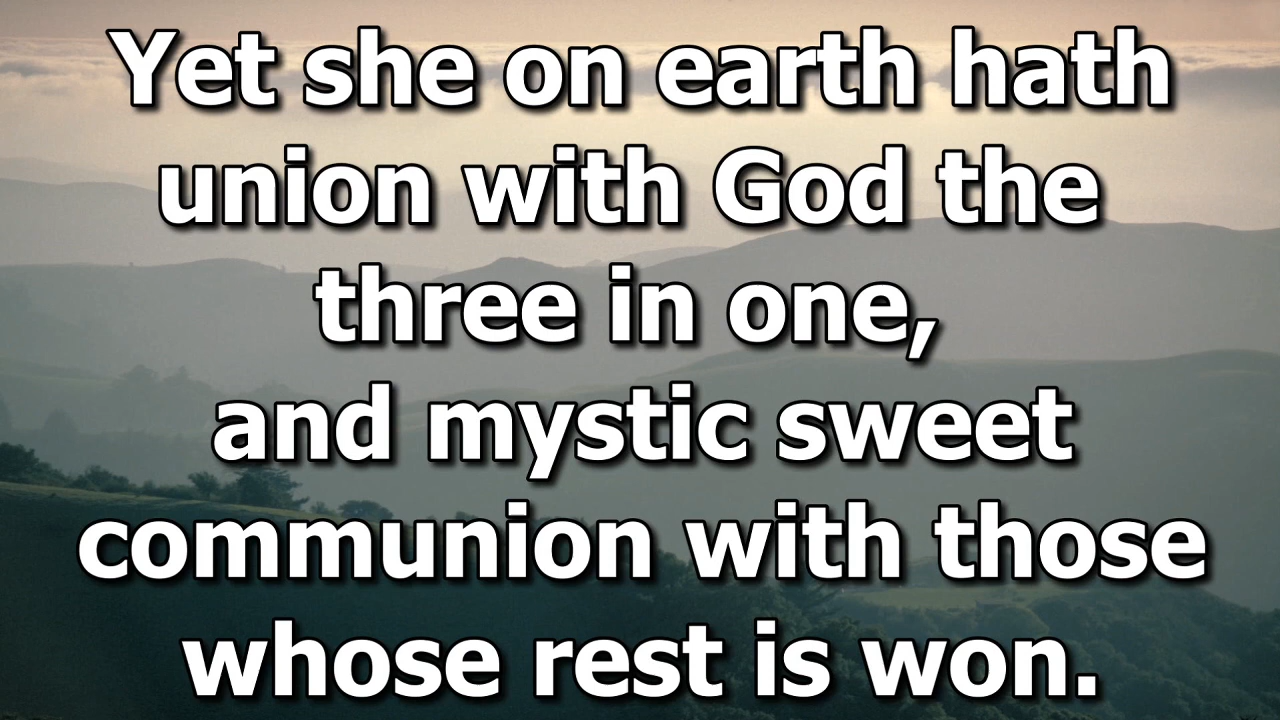 Yet she on earth hath
union with God the
three in one,
and mystic sweet
communion with those
whose rest is won.